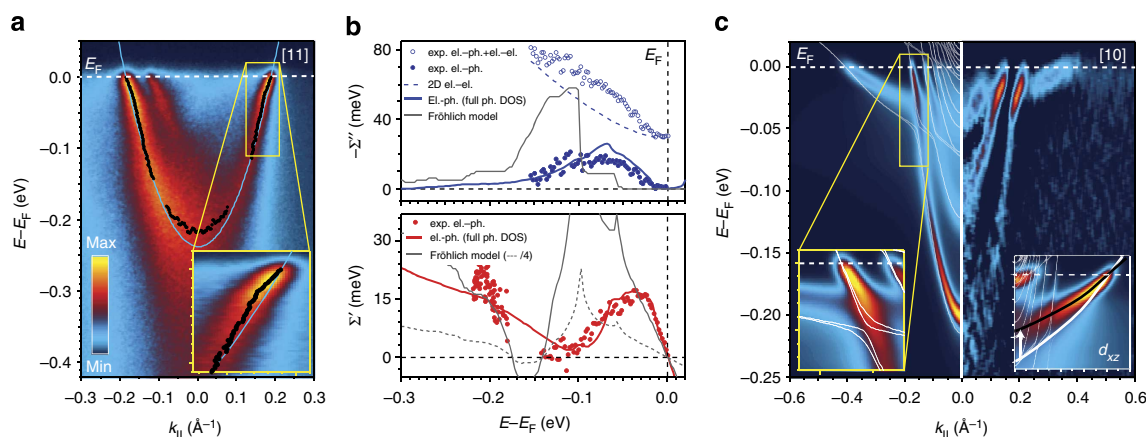 a
E_F
[11]
0.0
−0.1
−0.2
−0.3
−0.4
E–E_F (eV)
Max
Min
−0.3 −0.2 −0.1 0.0 0.1 0.2 0.3
k_|| (Å⁻¹)
b
80
40
0
−Σ′′ (meV)
exp. el.–ph.+el.–el.
exp. el.–ph.
2D el.–el.
El.-ph. (full ph. DOS)
Fröhlich model
E_F
30
15
0
Σ′ (meV)
exp. el.–ph.
el.-ph. (full ph. DOS)
Fröhlich model (--- /4)
−0.3 −0.2 −0.1 0.0
E–E_F (eV)
c
E_F
[10]
0.00
−0.05
−0.10
−0.15
−0.20
−0.25
E–E_F (eV)
d_xz
−0.6 −0.4 −0.2 0.0 0.2 0.4 0.6
k_|| (Å⁻¹)